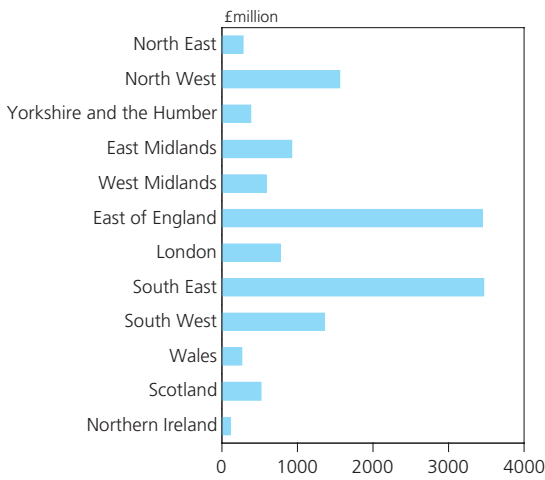 £million
North East
North West
Yorkshire and the Humber
East Midlands
West Midlands
East of England
London
South East
South West
Wales
Scotland
Northern Ireland
0 1000 2000 3000 4000